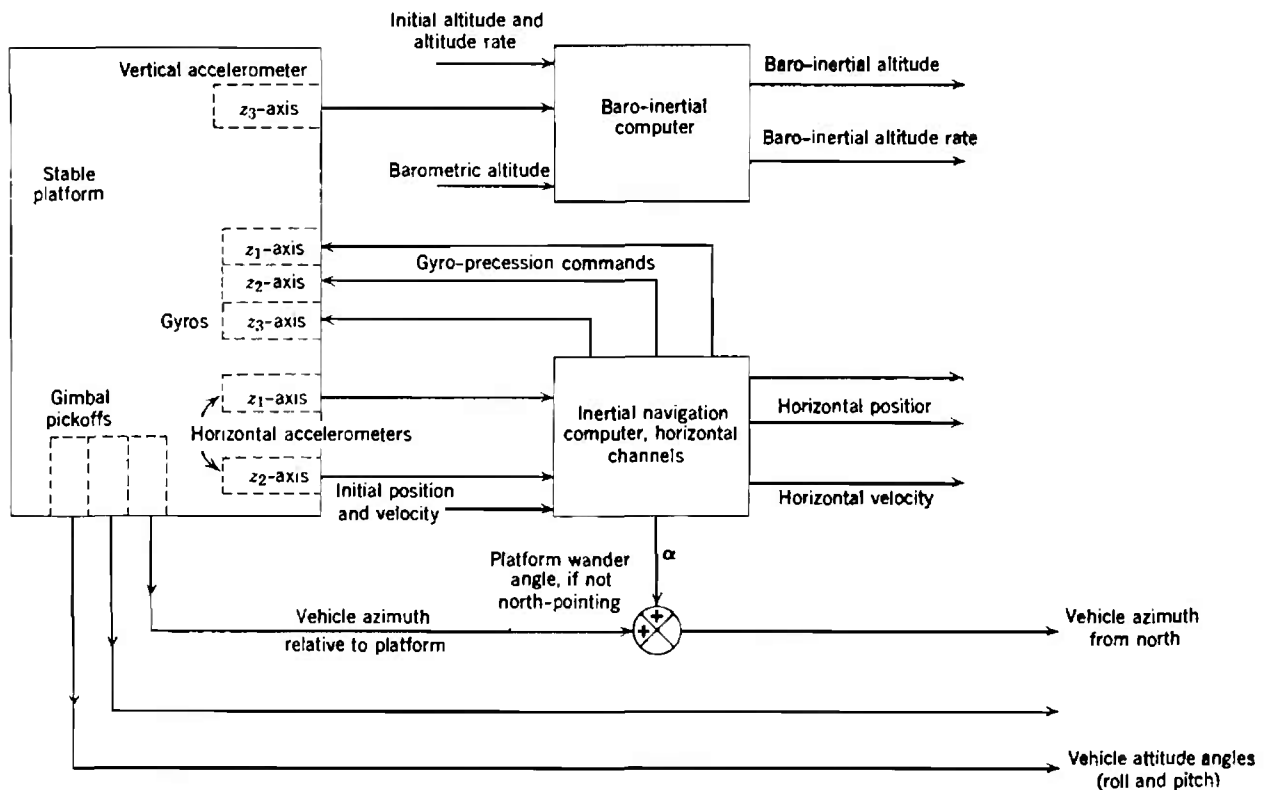 Initial altitude and
altitude rate
Vertical accelerometer
z3-axis
Baro-inertial
computer
Baro-inertial altitude
Baro-inertial altitude rate
Barometric altitude
Stable
platform
z1-axis
Gyro-precession commands
z2-axis
Gyros
z3-axis
Gimbal
pickoffs
z1-axis
Horizontal accelerometers
z2-axis
Inertial navigation
computer, horizontal
channels
Horizontal positior
Horizontal velocity
Initial position
and velocity
α
Platform wander
angle, if not
north-pointing
+
+
Vehicle azimuth
relative to platform
Vehicle azimuth
from north
Vehicle attitude angles
(roll and pitch)